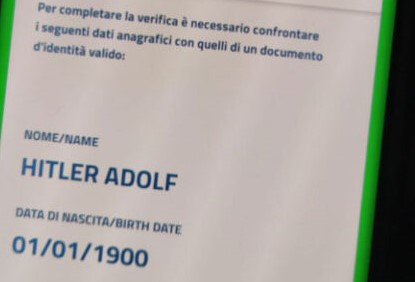 Per completare la verifica è necessario confrontare
i seguenti dati anagrafici con quelli di un documento
d'identità valido:
NOME/NAME
HITLER ADOLF
DATA DI NASCITA/BIRTH DATE
01/01/1900